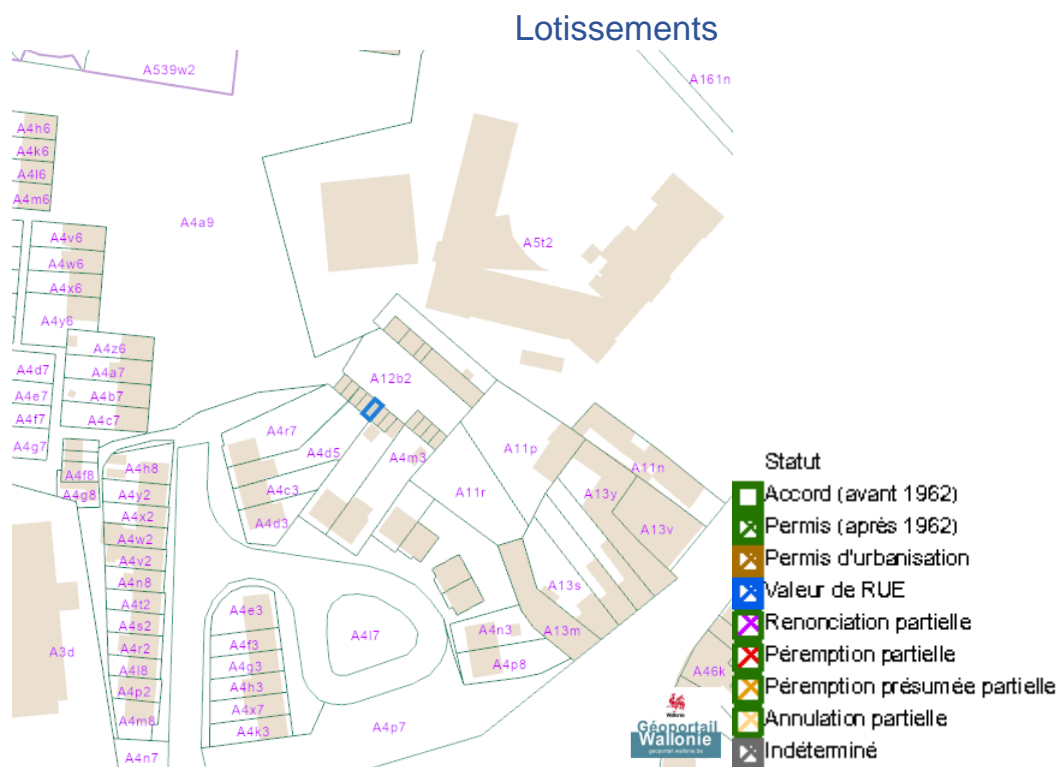 Lotissements
A539w2
A161n
A4h6
A4k6
A4l6
A4m6
A4a9
A4v6
A4w6
A4x6
A4y6
A5t2
A4z6
A4a7
A4b7
A4c7
A4d7
A4e7
A4f7
A4g7
A12b2
A4r7
A4d5
A4m3
A4c3
A4d3
A11p
A11r
A11n
A13y
A13v
A13s
A13m
A4f8
A4g8
A4h8
A4y2
A4x2
A4w2
A4v2
A4n8
A4t2
A4s2
A4r2
A4l8
A4p2
A4m8
A4n7
A3d
A4e3
A4f3
A4g3
A4h3
A4x7
A4k3
A4l7
A4n3
A4p8
A4p7
A46k
Wallonie
Géoportail
Wallonie
geoportail.wallonie.be
Statut
Accord (avant 1962)
Permis (après 1962)
Permis d'urbanisation
Valeur de RUE
Renonciation partielle
Péremption partielle
Péremption présumée partielle
Annulation partielle
Indéterminé